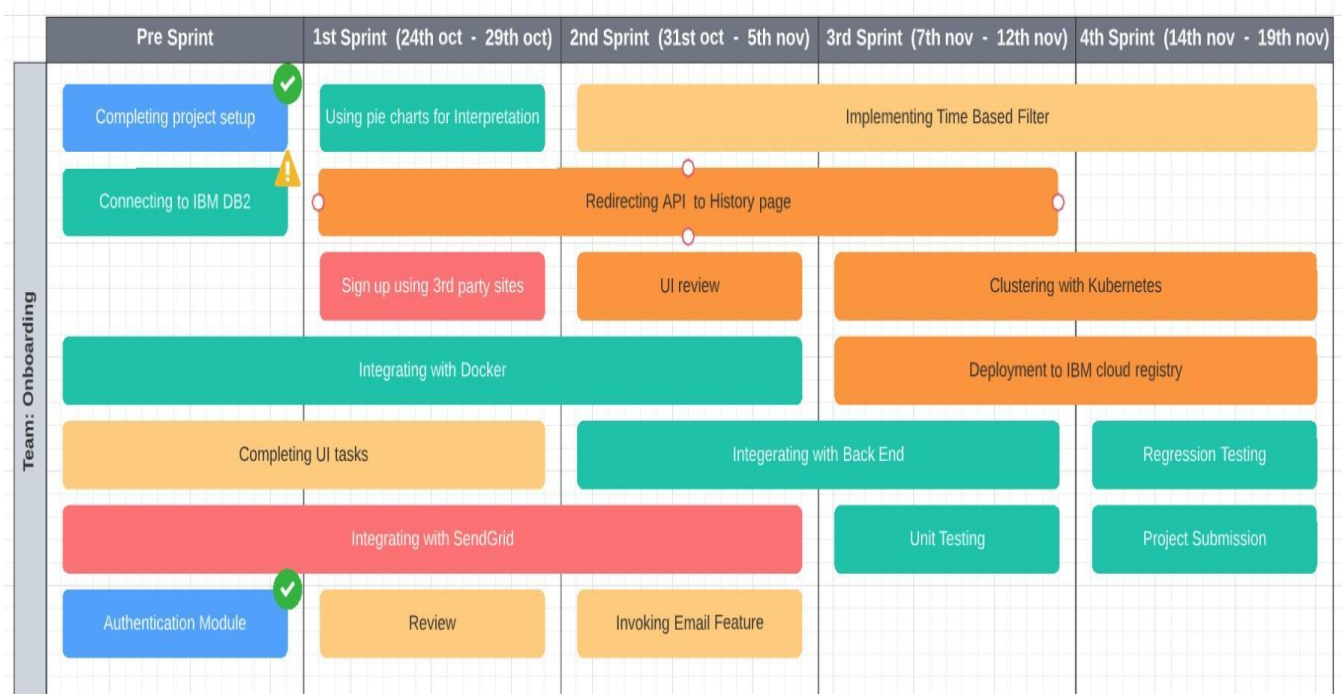 Pre Sprint
1st Sprint (24th oct - 29th oct)
2nd Sprint (31st oct - 5th nov)
3rd Sprint (7th nov - 12th nov)
4th Sprint (14th nov - 19th nov)
Team: Onboarding
Completing project setup
Using pie charts for Interpretation
Implementing Time Based Filter
Connecting to IBM DB2
Redirecting API to History page
Sign up using 3rd party sites
UI review
Clustering with Kubernetes
Integrating with Docker
Deployment to IBM cloud registry
Completing UI tasks
Integerating with Back End
Regression Testing
Integrating with SendGrid
Unit Testing
Project Submission
Authentication Module
Review
Invoking Email Feature